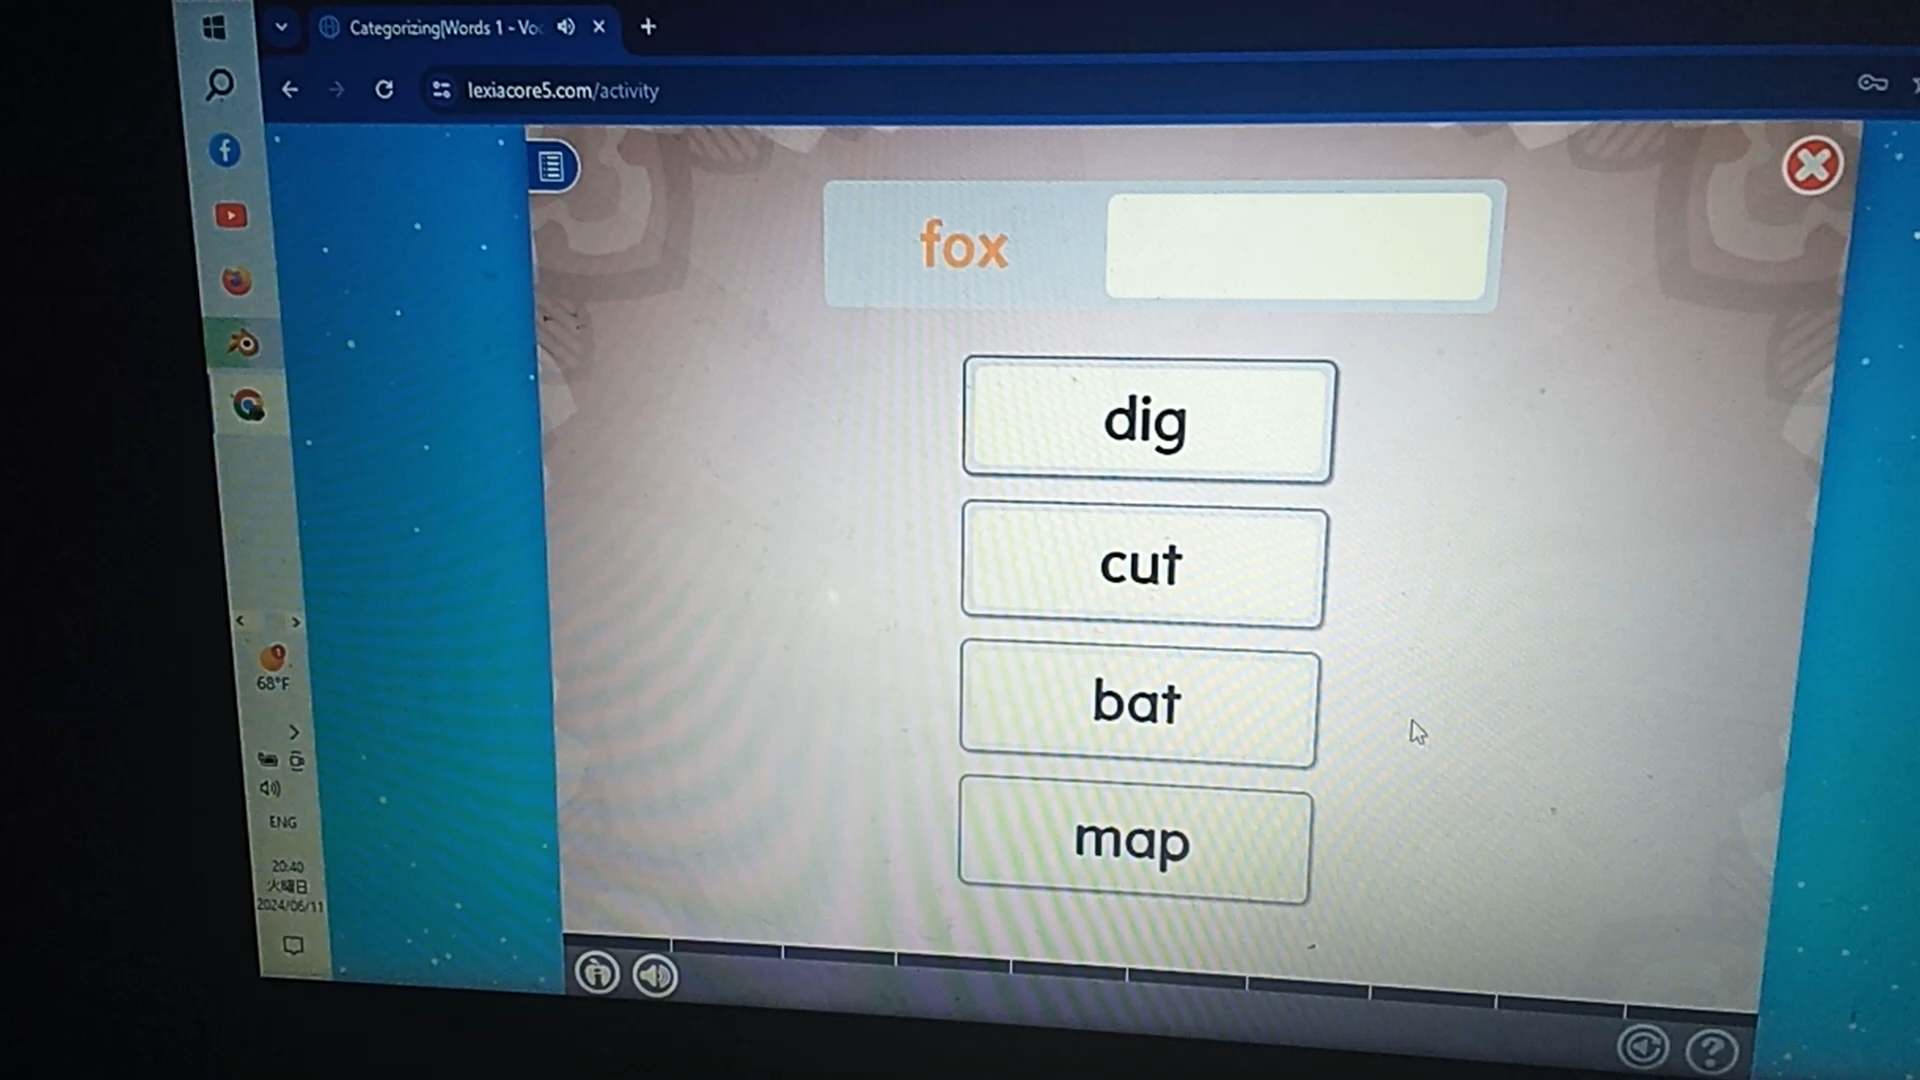 Categorizing|Words 1 - Vo
lexiacore5.com/activity
fox
dig
cut
bat
map
1
68°F
ENG
20:40
火曜日
2024/06/11